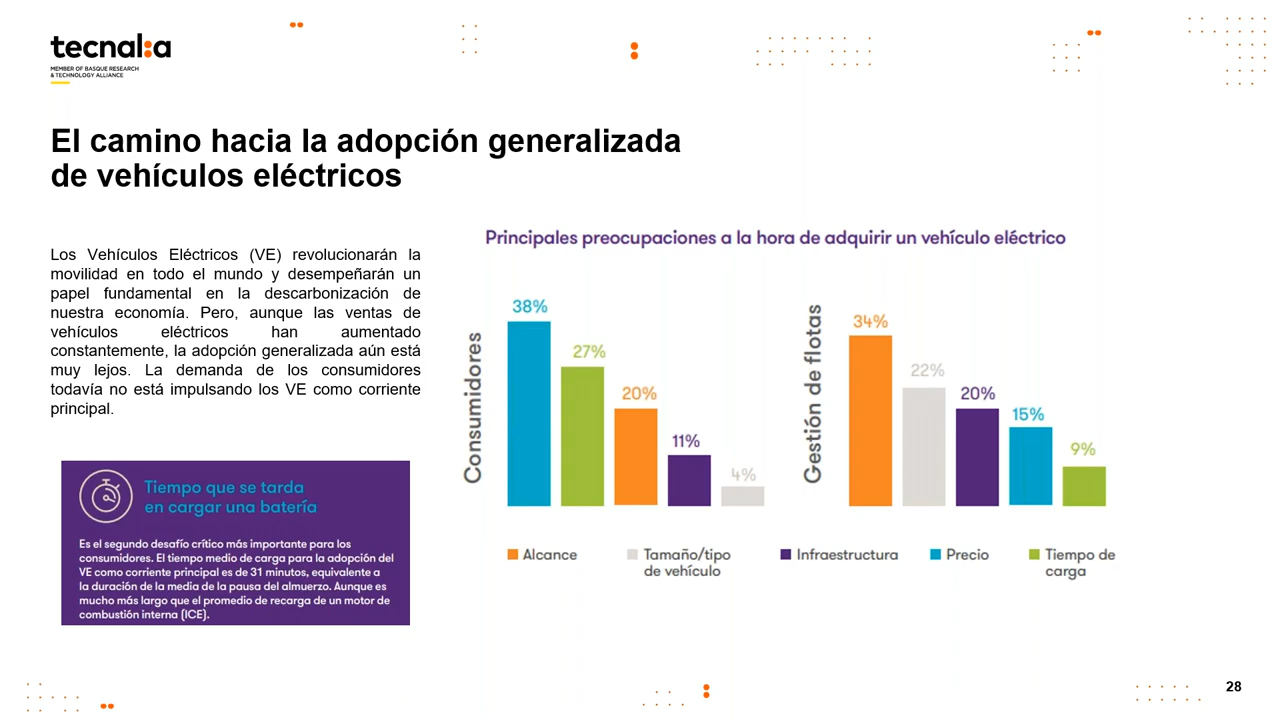 tecnalia
MEMBER OF BASQUE RESEARCH
& TECHNOLOGY ALLIANCE
El camino hacia la adopción generalizada
de vehículos eléctricos
Los Vehículos Eléctricos (VE) revolucionarán la
movilidad en todo el mundo y desempeñarán un
papel fundamental en la descarbonización de
nuestra economía. Pero, aunque las ventas de
vehículos eléctricos han aumentado
constantemente, la adopción generalizada aún está
muy lejos. La demanda de los consumidores
todavía no está impulsando los VE como corriente
principal.
Tiempo que se tarda
en cargar una batería
Es el segundo desafío crítico más importante para los
consumidores. El tiempo medio de carga para la adopción del
VE como corriente principal es de 31 minutos, equivalente a
la duración de la media de la pausa del almuerzo. Aunque es
mucho más largo que el promedio de recarga de un motor de
combustión interna (ICE).
Principales preocupaciones a la hora de adquirir un vehículo eléctrico
Consumidores
38%
27%
20%
11%
4%
Gestión de flotas
34%
22%
20%
15%
9%
Alcance
Tamaño/tipo
de vehículo
Infraestructura
Precio
Tiempo de
carga
28